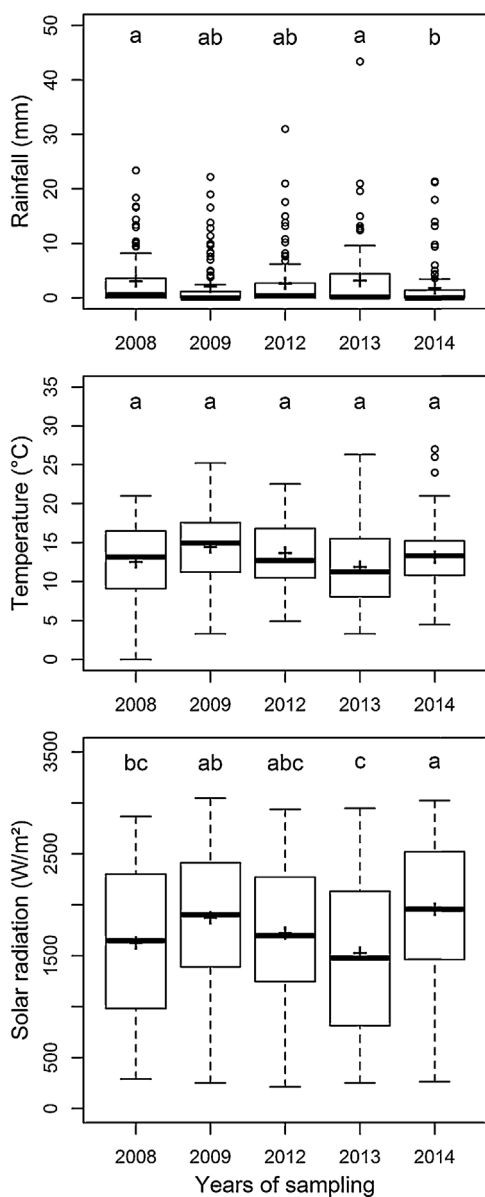 Rainfall (mm)
50
40
30
20
10
0
a ab ab a b
2008 2009 2012 2013 2014
Temperature (°C)
35
30
25
20
15
10
5
0
a a a a a
2008 2009 2012 2013 2014
Solar radiation (W/m²)
3500
2500
1500
500
0
bc ab abc c a
2008 2009 2012 2013 2014
Years of sampling